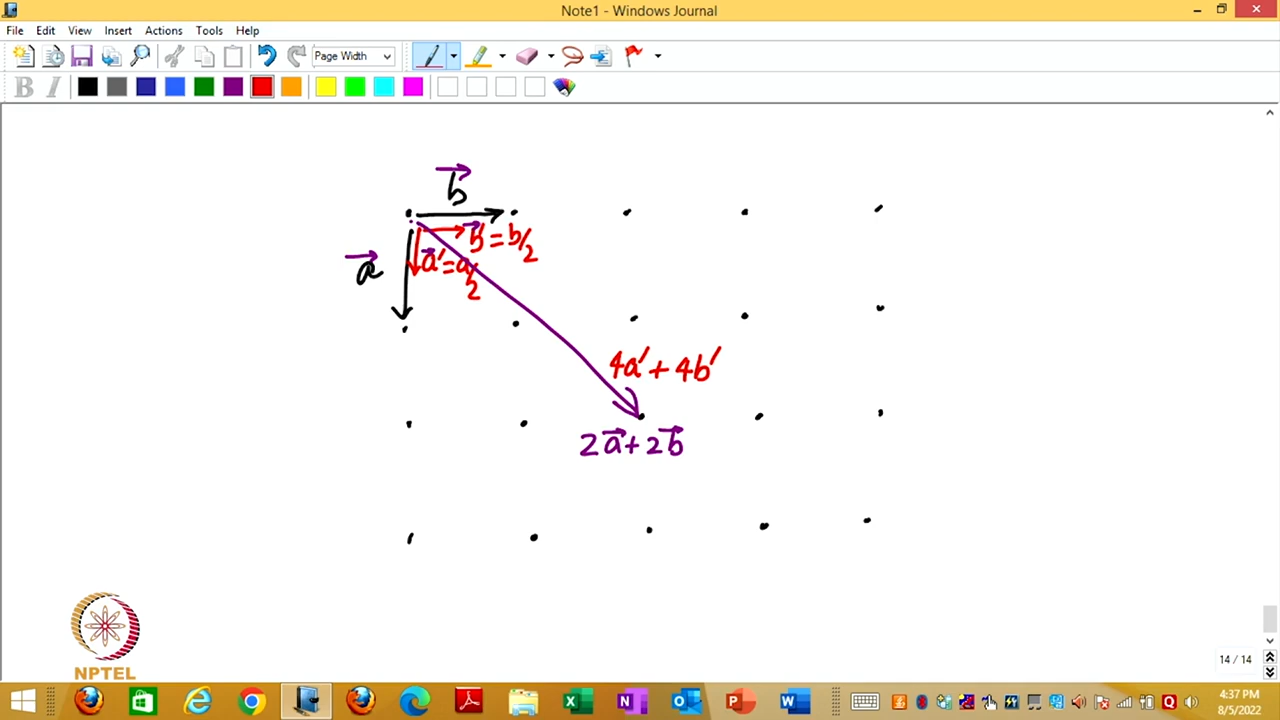 Note1 - Windows Journal
File Edit View Insert Actions Tools Help
Page Width
B I
b⃗
b⃗' = b/2
a⃗
a⃗' = a/2
4a' + 4b'
2a⃗ + 2b⃗
NPTEL
14 / 14
4:37 PM
8/5/2022